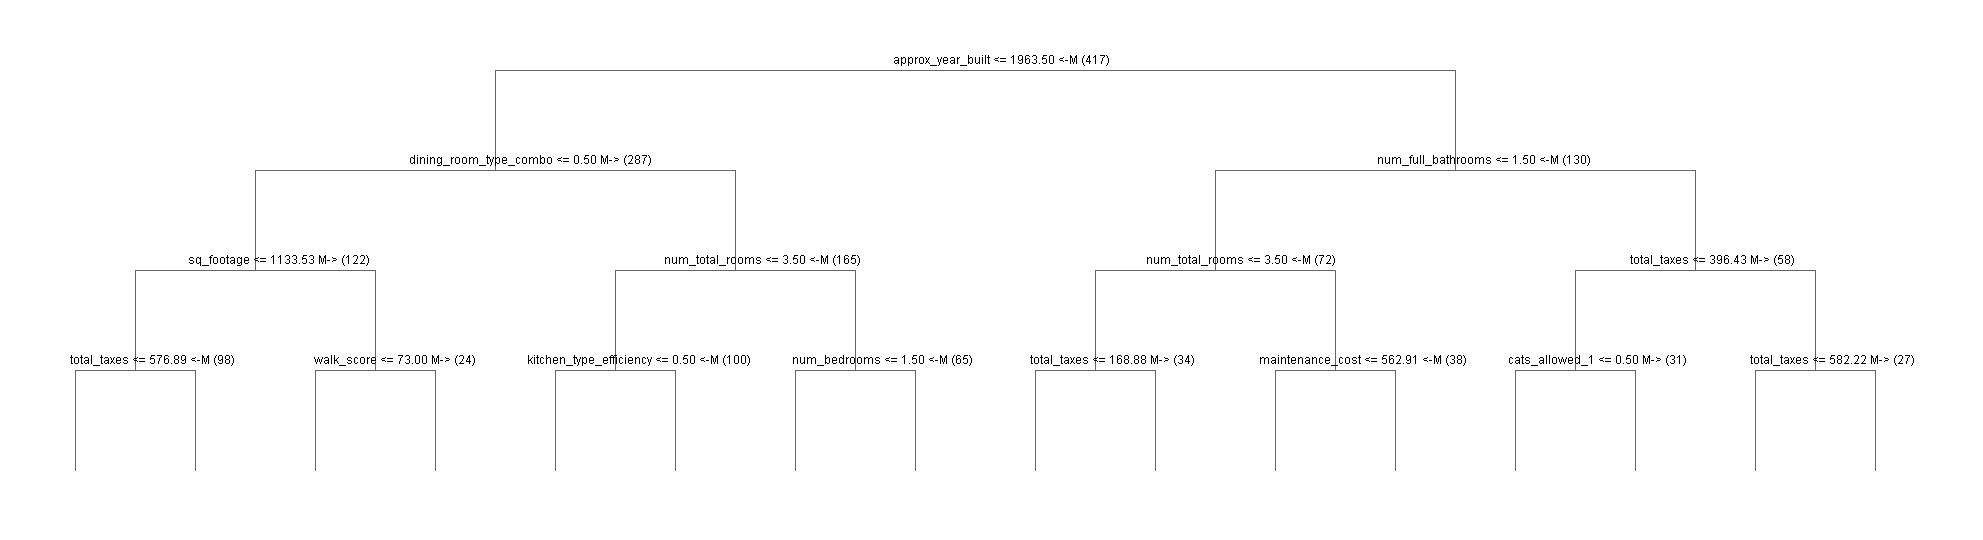 approx_year_built <= 1963.50 <-M (417)
dining_room_type_combo <= 0.50 M-> (287)
num_full_bathrooms <= 1.50 <-M (130)
sq_footage <= 1133.53 M-> (122)
num_total_rooms <= 3.50 <-M (165)
num_total_rooms <= 3.50 <-M (72)
total_taxes <= 396.43 M-> (58)
total_taxes <= 576.89 <-M (98)
walk_score <= 73.00 M-> (24)
kitchen_type_efficiency <= 0.50 <-M (100)
num_bedrooms <= 1.50 <-M (65)
total_taxes <= 168.88 M-> (34)
maintenance_cost <= 562.91 <-M (38)
cats_allowed_1 <= 0.50 M-> (31)
total_taxes <= 582.22 M-> (27)